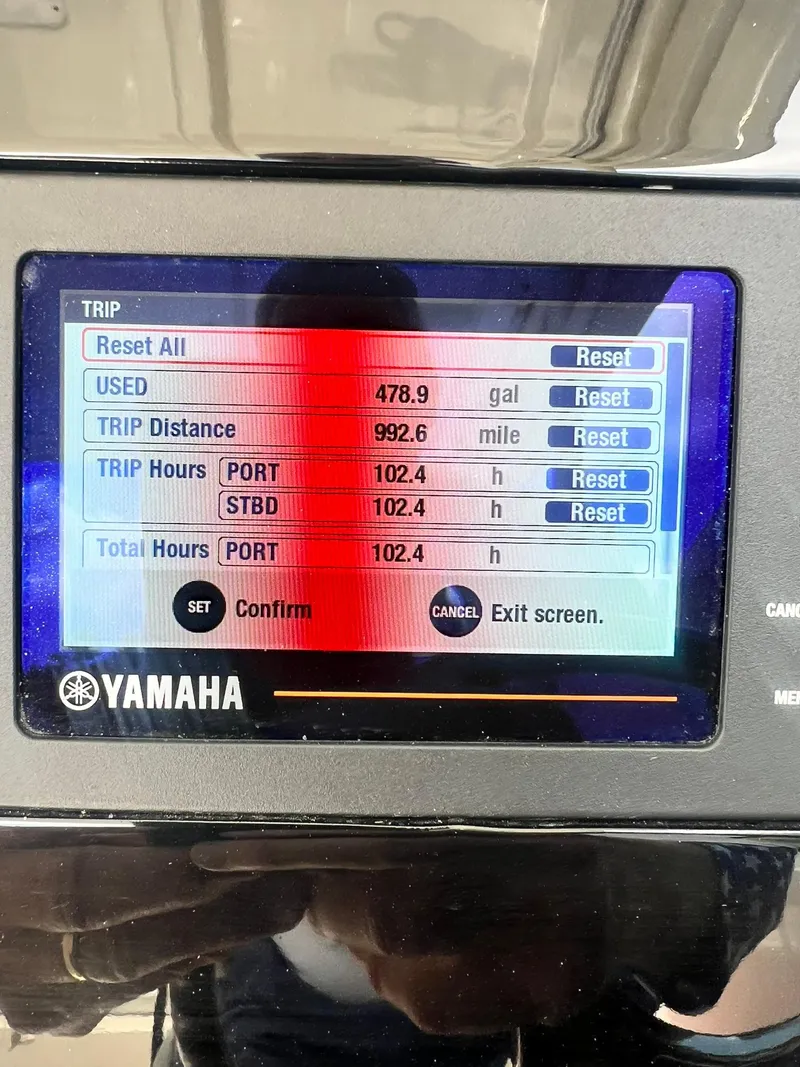 TRIP
Reset All Reset
USED 478.9 gal Reset
TRIP Distance 992.6 mile Reset
TRIP Hours PORT 102.4 h Reset
STBD 102.4 h Reset
Total Hours PORT 102.4 h
SET Confirm CANCEL Exit screen.
YAMAHA